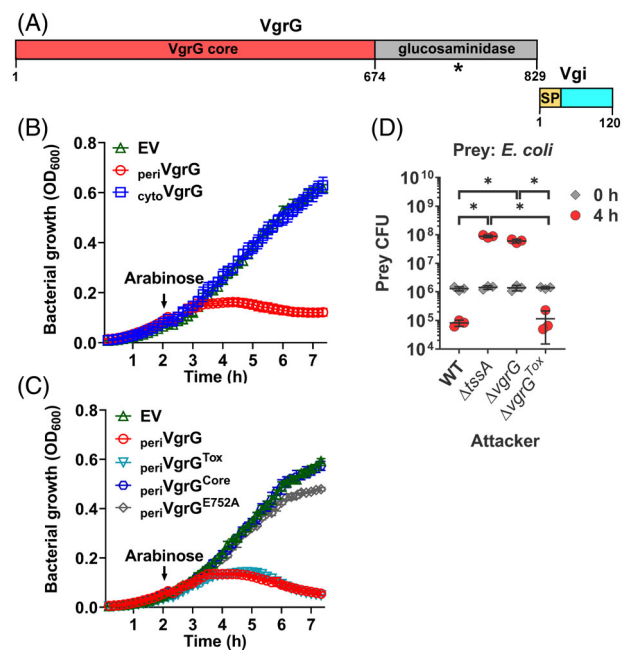 (A)
VgrG
VgrG core
glucosaminidase
*
1
674
829
Vgi
SP
1
120
(B)
Bacterial growth (OD600)
0.8
0.6
0.4
0.2
0.0
EV
periVgrG
cytoVgrG
Arabinose
1 2 3 4 5 6 7
Time (h)
(C)
Bacterial growth (OD600)
0.8
0.6
0.4
0.2
0.0
EV
periVgrG
periVgrGTox
periVgrGCore
periVgrGE752A
Arabinose
1 2 3 4 5 6 7
Time (h)
(D)
Prey: E. coli
0 h
4 h
Prey CFU
10^10
10^9
10^8
10^7
10^6
10^5
10^4
* *
* *
WT
ΔtssA
ΔvgrG
ΔvgrGTox
Attacker